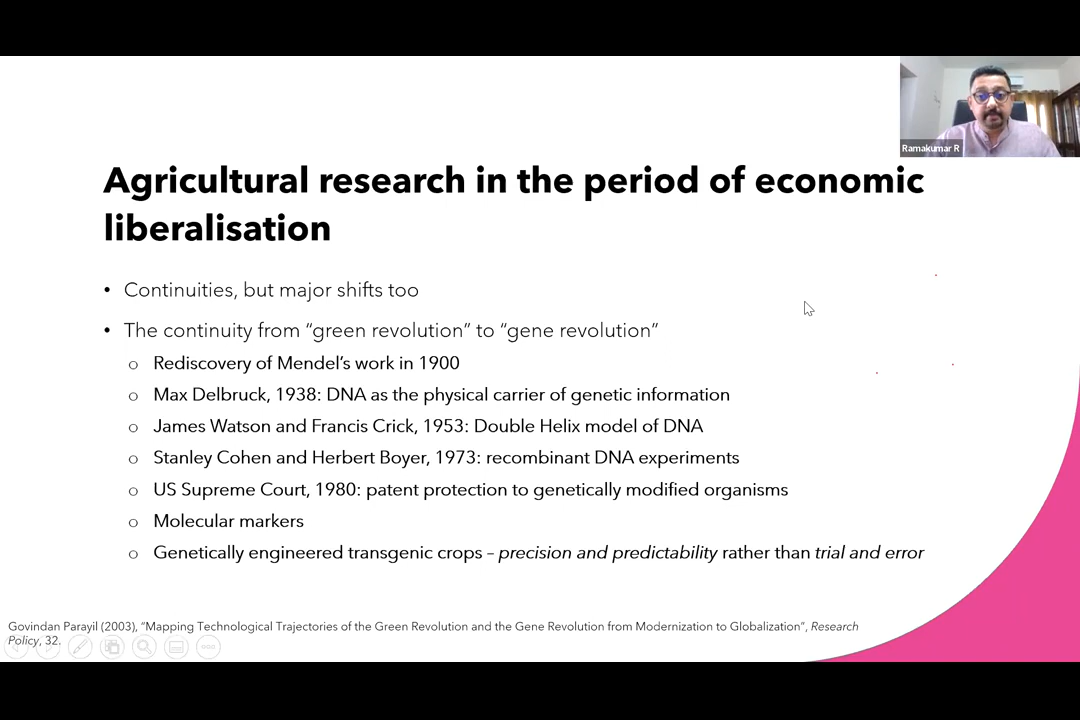 Ramakumar R
Agricultural research in the period of economic
liberalisation
• Continuities, but major shifts too
• The continuity from “green revolution” to “gene revolution”
o Rediscovery of Mendel’s work in 1900
o Max Delbruck, 1938: DNA as the physical carrier of genetic information
o James Watson and Francis Crick, 1953: Double Helix model of DNA
o Stanley Cohen and Herbert Boyer, 1973: recombinant DNA experiments
o US Supreme Court, 1980: patent protection to genetically modified organisms
o Molecular markers
o Genetically engineered transgenic crops – precision and predictability rather than trial and error
Govindan Parayil (2003), “Mapping Technological Trajectories of the Green Revolution and the Gene Revolution from Modernization to Globalization”, Research
Policy, 32.